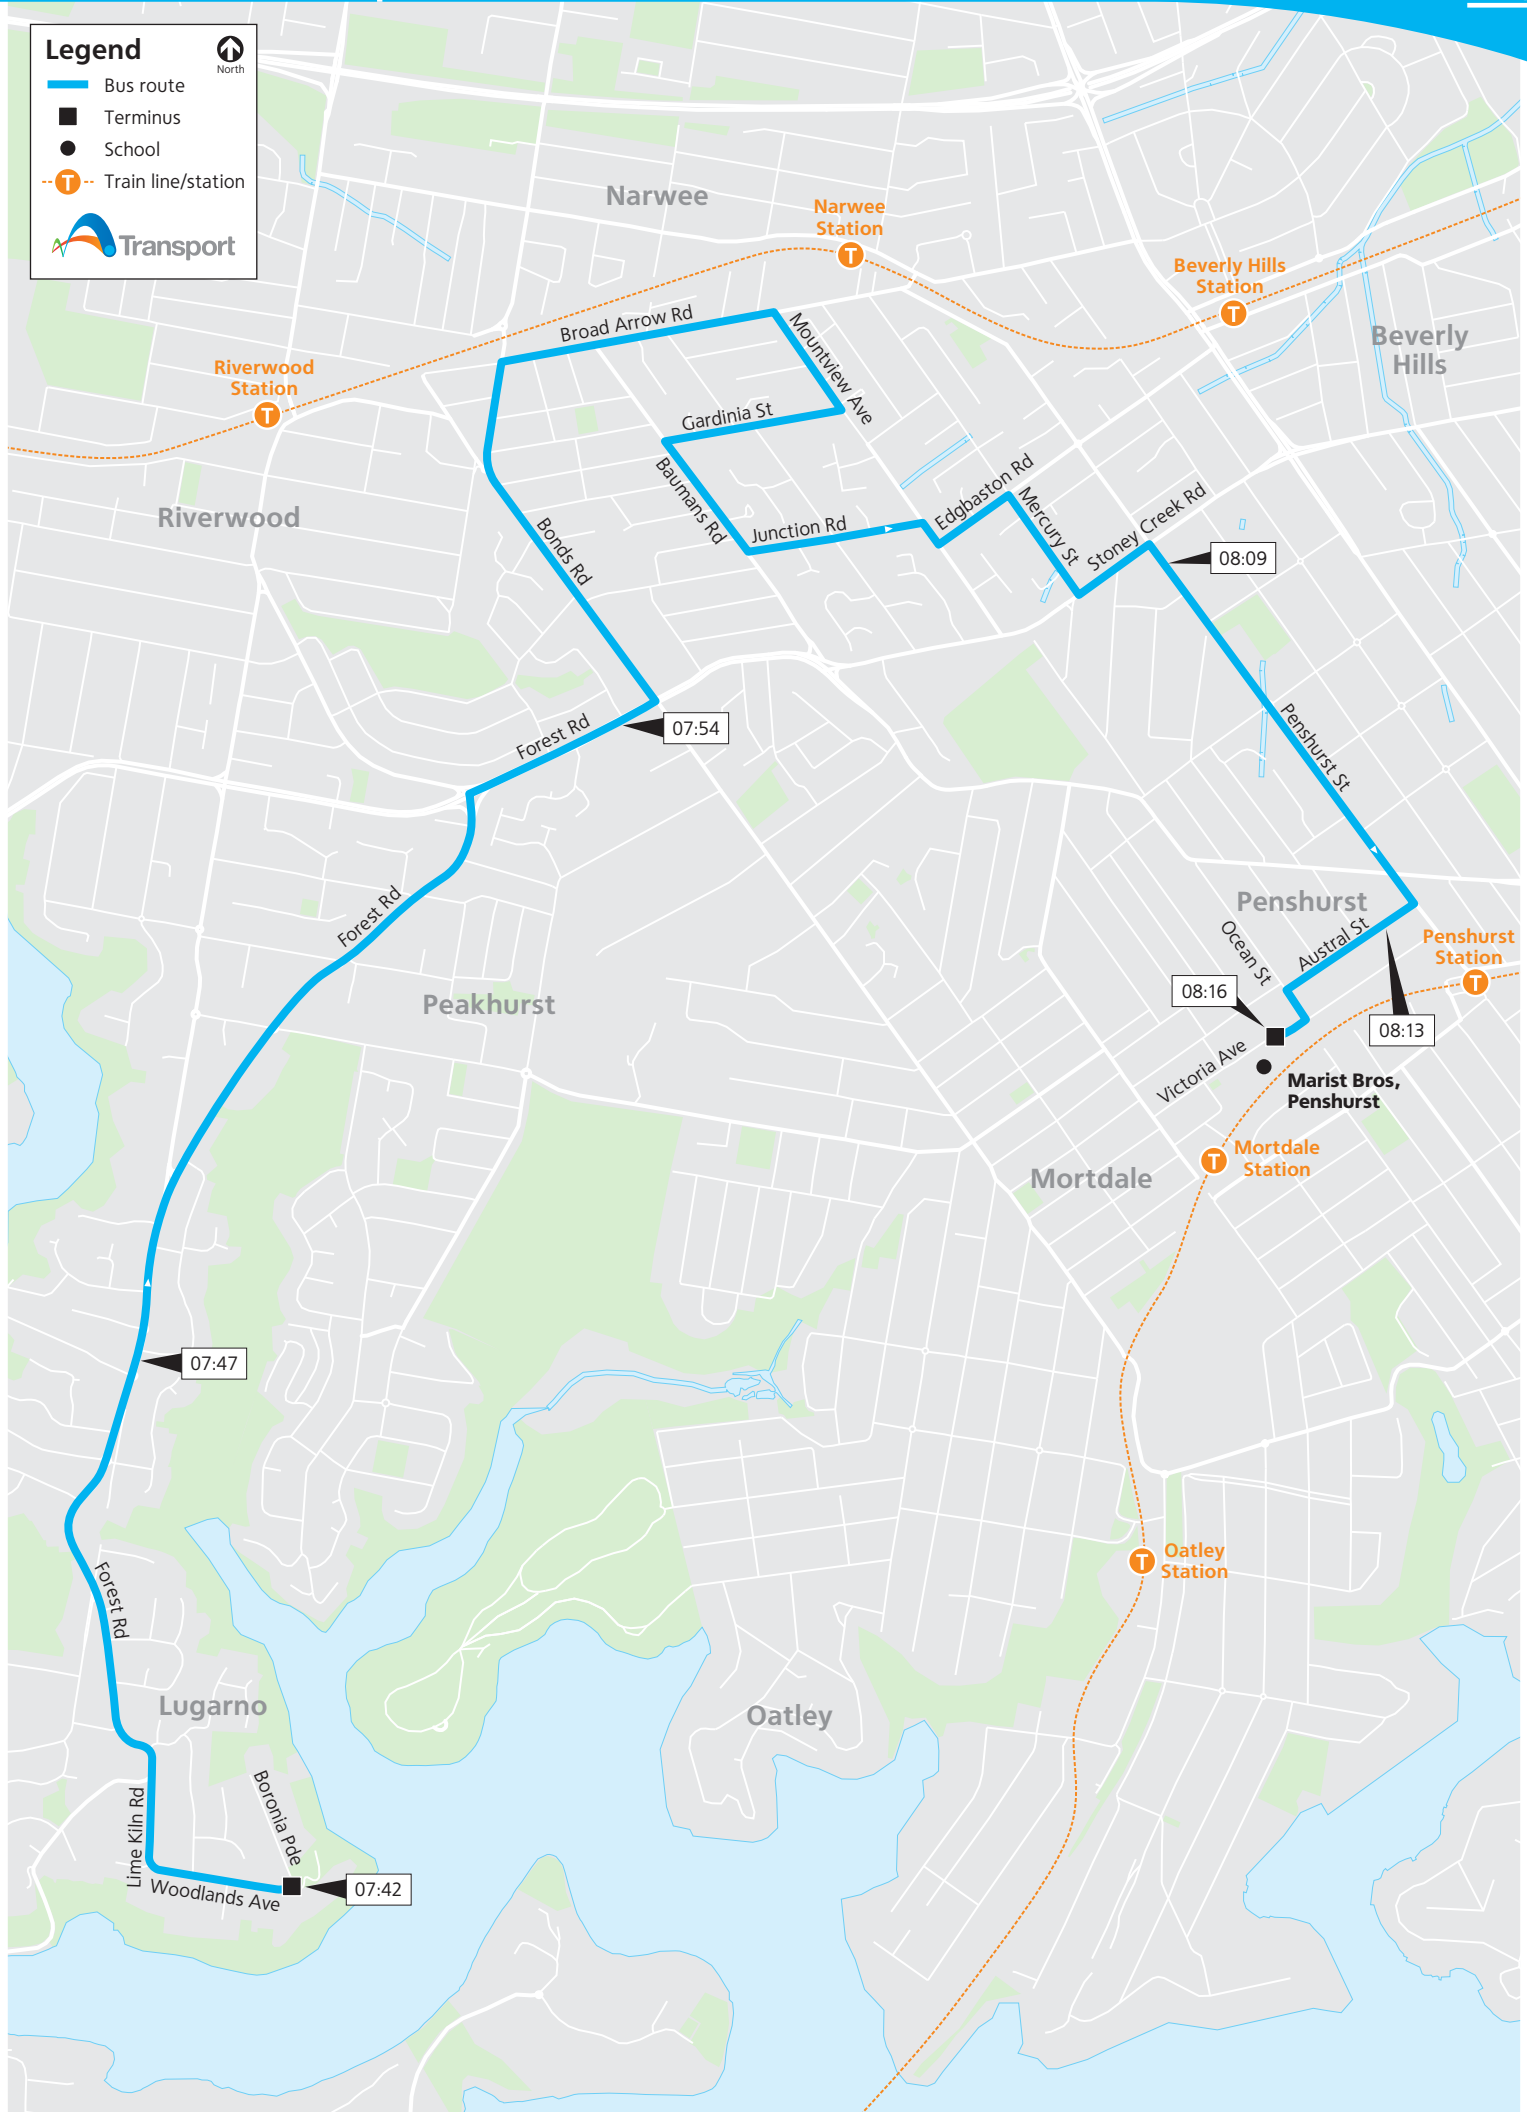 Legend
North
Bus route
Terminus
School
T
Train line/station
Transport
Narwee
Narwee
Station
T
Beverly Hills
Station
T
Beverly
Hills
Broad Arrow Rd
Mountview Ave
Riverwood
Station
T
Gardinia St
Baumans Rd
Edgbaston Rd
Mercury St
Stoney Creek Rd
Riverwood
Junction Rd
Bonds Rd
08:09
Forest Rd
07:54
Penshurst St
Forest Rd
Penshurst
Ocean St
Austral St
Penshurst
Station
T
Peakhurst
08:16
08:13
Victoria Ave
Marist Bros,
Penshurst
T
Mortdale
Station
Mortdale
07:47
T
Oatley
Station
Forest Rd
Lugarno
Oatley
Boronia Pde
Lime Kiln Rd
Woodlands Ave
07:42